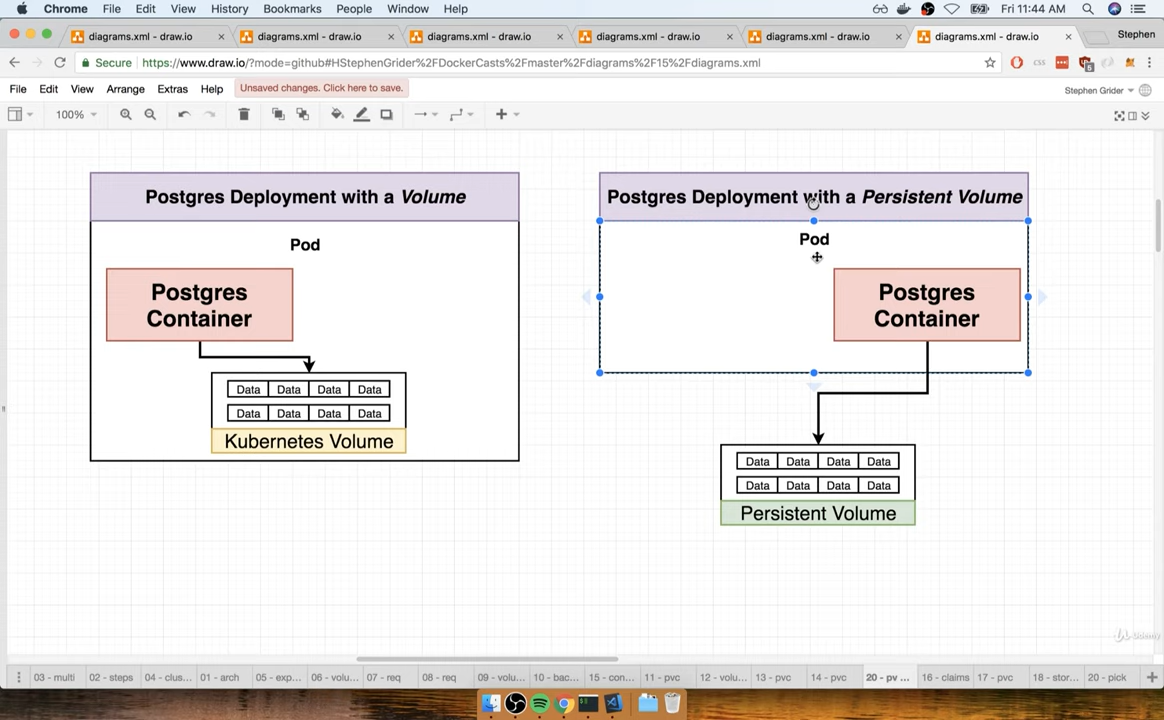 Chrome File Edit View History Bookmarks People Window Help Fri 11:44 AM
diagrams.xml - draw.io diagrams.xml - draw.io diagrams.xml - draw.io diagrams.xml - draw.io diagrams.xml - draw.io diagrams.xml - draw.io Stephen
Secure https://www.draw.io/?mode=github#HStephenGrider%2FDockerCasts%2Fmaster%2Fdiagrams%2F15%2Fdiagrams.xml css 5
File Edit View Arrange Extras Help Unsaved changes. Click here to save. Stephen Grider
100%
Postgres Deployment with a Volume
Pod
Postgres
Container
Data Data Data Data
Data Data Data Data
Kubernetes Volume
Postgres Deployment with a Persistent Volume
Pod
Postgres
Container
Data Data Data Data
Data Data Data Data
Persistent Volume
Udemy
03 - multi 02 - steps 04 - clus... 01 - arch 05 - exp... 06 - volu... 07 - req 08 - req 09 - volu... 10 - bac... 15 - con... 11 - pvc 12 - volu... 13 - pvc 14 - pvc 20 - pv ... 16 - claims 17 - pvc 18 - stor... 20 - pick